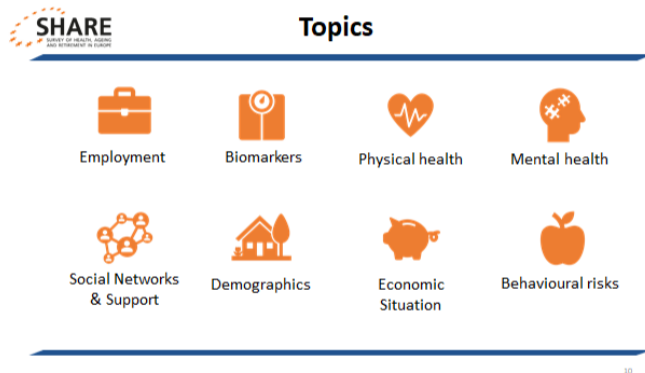 SHARE
SURVEY OF HEALTH, AGEING
AND RETIREMENT IN EUROPE
Topics
Employment
Biomarkers
Physical health
Mental health
Social Networks
& Support
Demographics
Economic
Situation
Behavioural risks
10